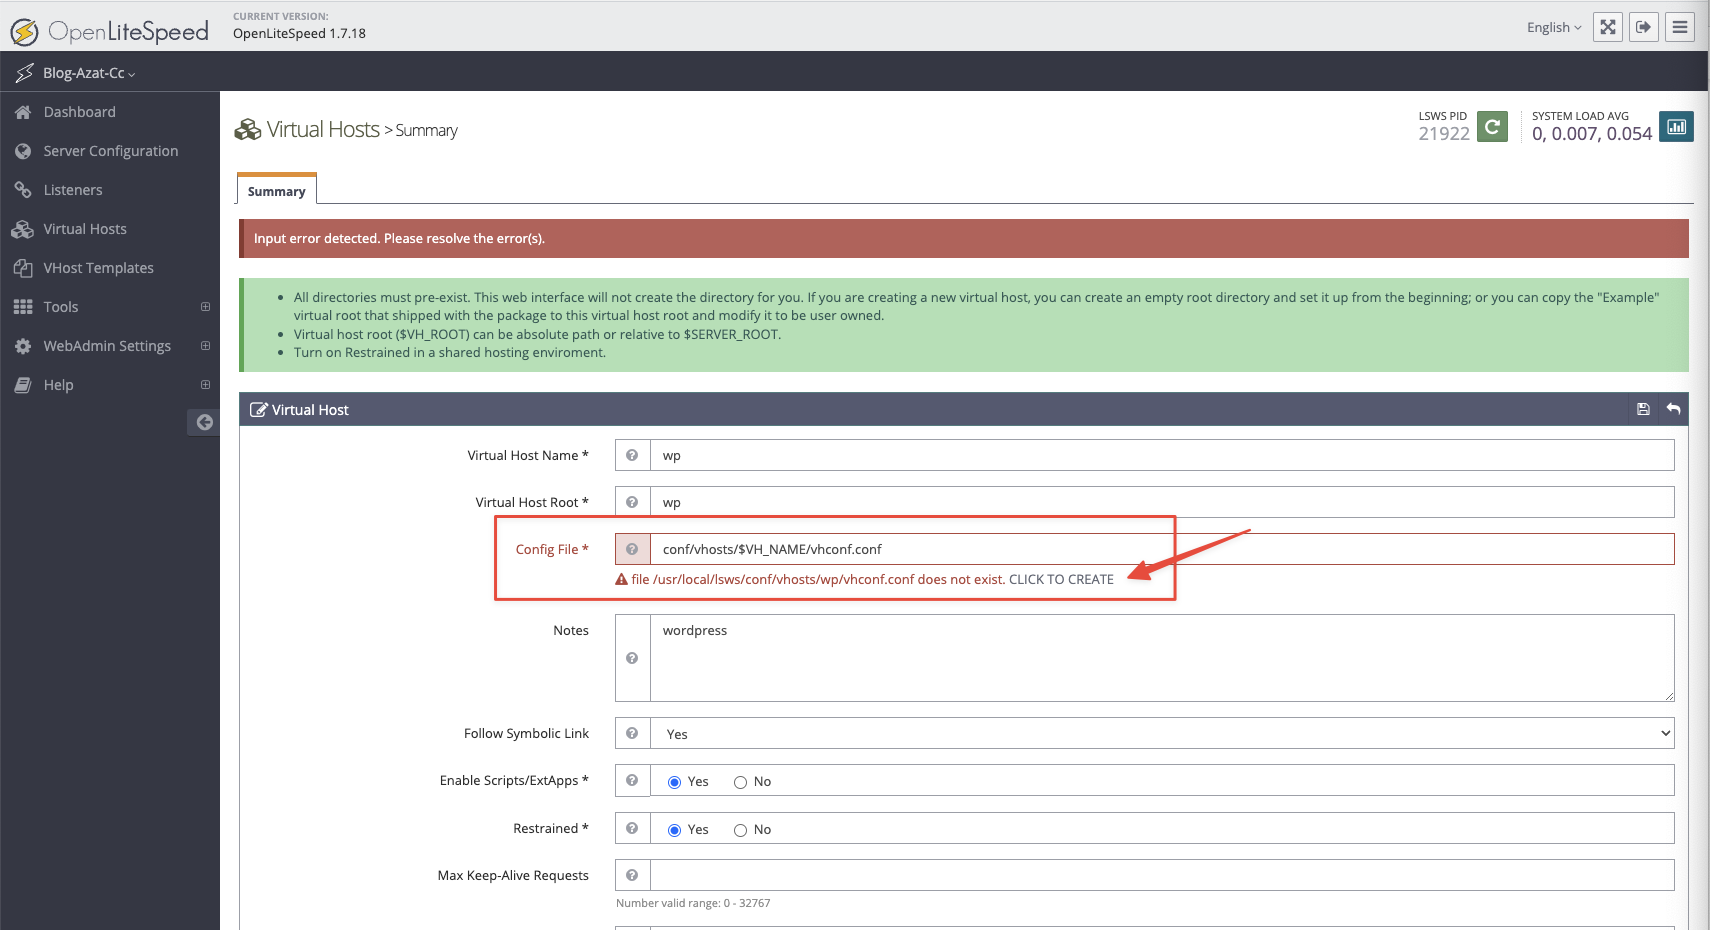 OpenLiteSpeed
CURRENT VERSION:
OpenLiteSpeed 1.7.18
English
Blog-Azat-Cc
Dashboard
Server Configuration
Listeners
Virtual Hosts
VHost Templates
Tools
WebAdmin Settings
Help
Virtual Hosts > Summary
LSWS PID
21922
SYSTEM LOAD AVG
0, 0.007, 0.054
Summary
Input error detected. Please resolve the error(s).
• All directories must pre-exist. This web interface will not create the directory for you. If you are creating a new virtual host, you can create an empty root directory and set it up from the beginning; or you can copy the "Example"
virtual root that shipped with the package to this virtual host root and modify it to be user owned.
• Virtual host root ($VH_ROOT) can be absolute path or relative to $SERVER_ROOT.
• Turn on Restrained in a shared hosting enviroment.
Virtual Host
Virtual Host Name * wp
Virtual Host Root * wp
Config File * conf/vhosts/$VH_NAME/vhconf.conf
file /usr/local/lsws/conf/vhosts/wp/vhconf.conf does not exist. CLICK TO CREATE
Notes wordpress
Follow Symbolic Link Yes
Enable Scripts/ExtApps * Yes No
Restrained * Yes No
Max Keep-Alive Requests
Number valid range: 0 - 32767